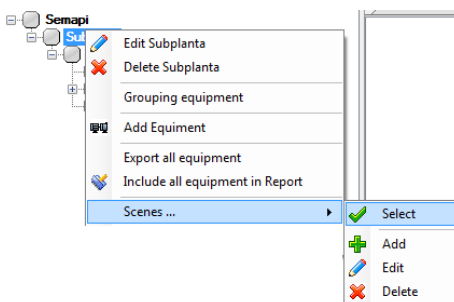 Semapi
Su
Edit Subplanta
Delete Subplanta
Grouping equipment
Add Equiment
Export all equipment
Include all equipment in Report
Scenes ...
Select
Add
Edit
Delete